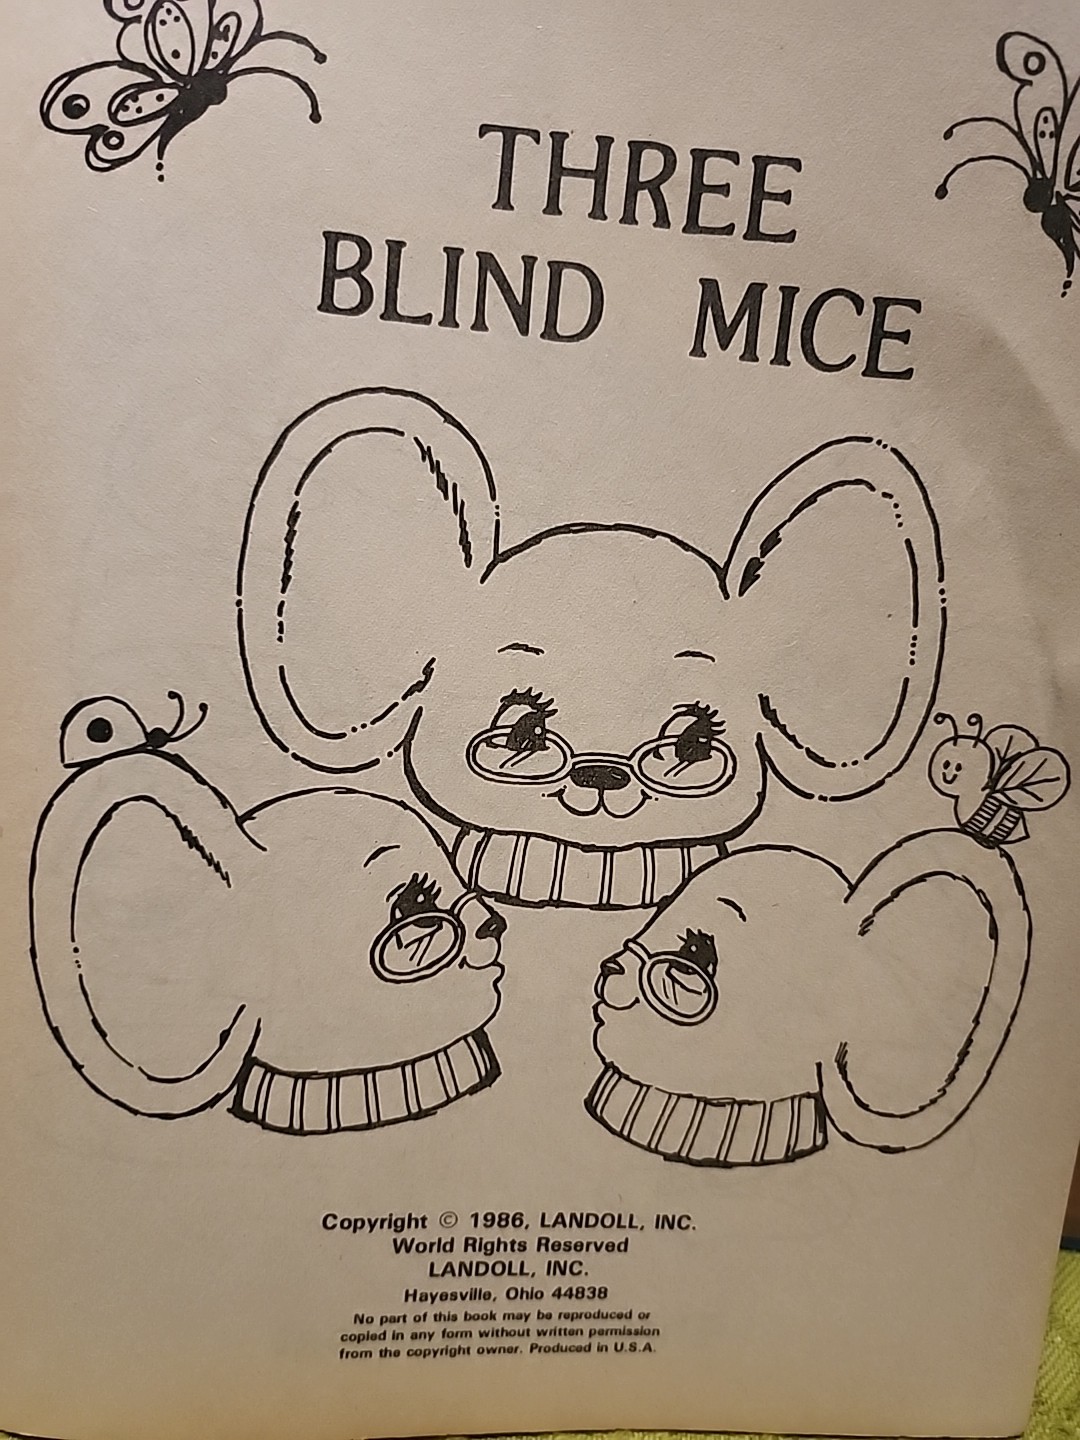 THREE
BLIND MICE
Copyright © 1986, LANDOLL, INC.
World Rights Reserved
LANDOLL, INC.
Hayesville, Ohio 44838
No part of this book may be reproduced or
copied in any form without written permission
from the copyright owner. Produced in U.S.A.